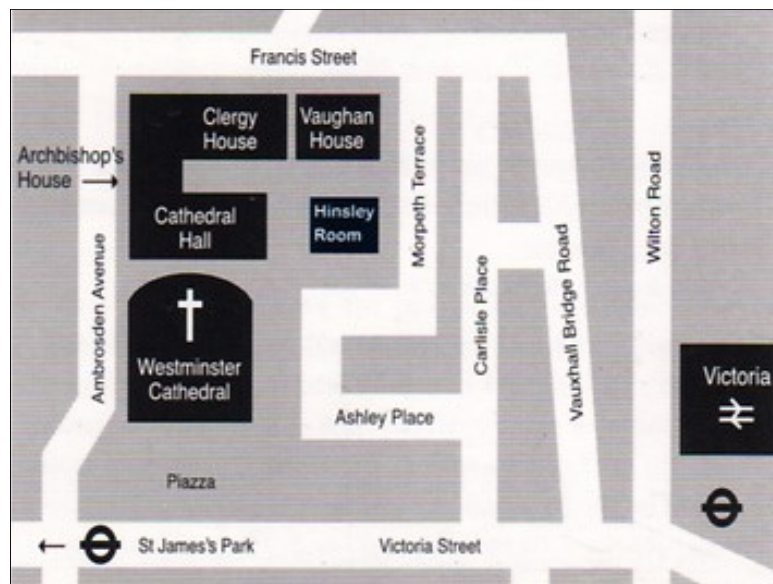 Francis Street
Clergy
House
Vaughan
House
Archbishop's
House
Cathedral
Hall
Hinsley
Room
Morpeth Terrace
Ambrosden Avenue
Carlisle Place
Vauxhall Bridge Road
Wilton Road
Westminster
Cathedral
Victoria
Ashley Place
Piazza
St James's Park
Victoria Street